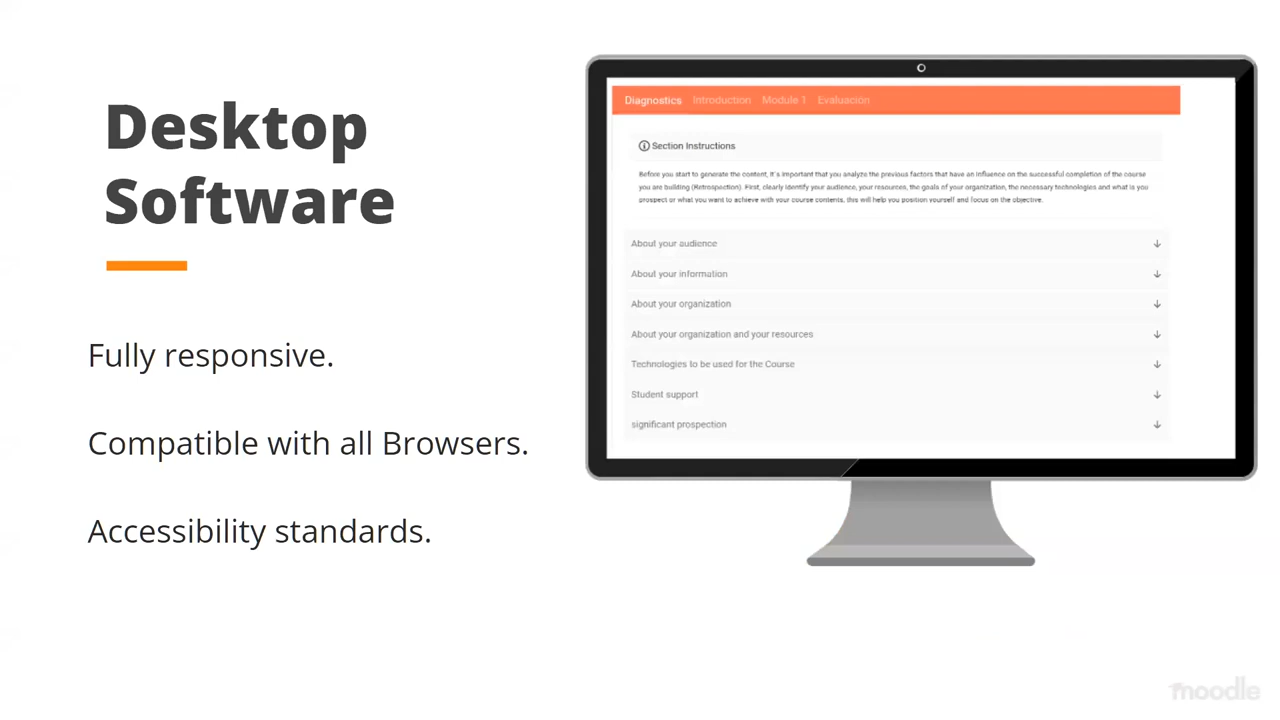 Desktop
Software
Fully responsive.
Compatible with all Browsers.
Accessibility standards.
Diagnostics Introduction Module 1 Evaluación
Section Instructions
Before you start to generate the content, it´s important that you analyze the previous factors that have an influence on the successful completion of the course
you are building (Retrospection). First, clearly identify your audience, your resources, the goals of your organization, the necessary technologies and what is you
prospect or what you want to achieve with your course contents, this will help you position yourself and focus on the objective.
About your audience
About your information
About your organization
About your organization and your resources
Technologies to be used for the Course
Student support
significant prospection
moodle